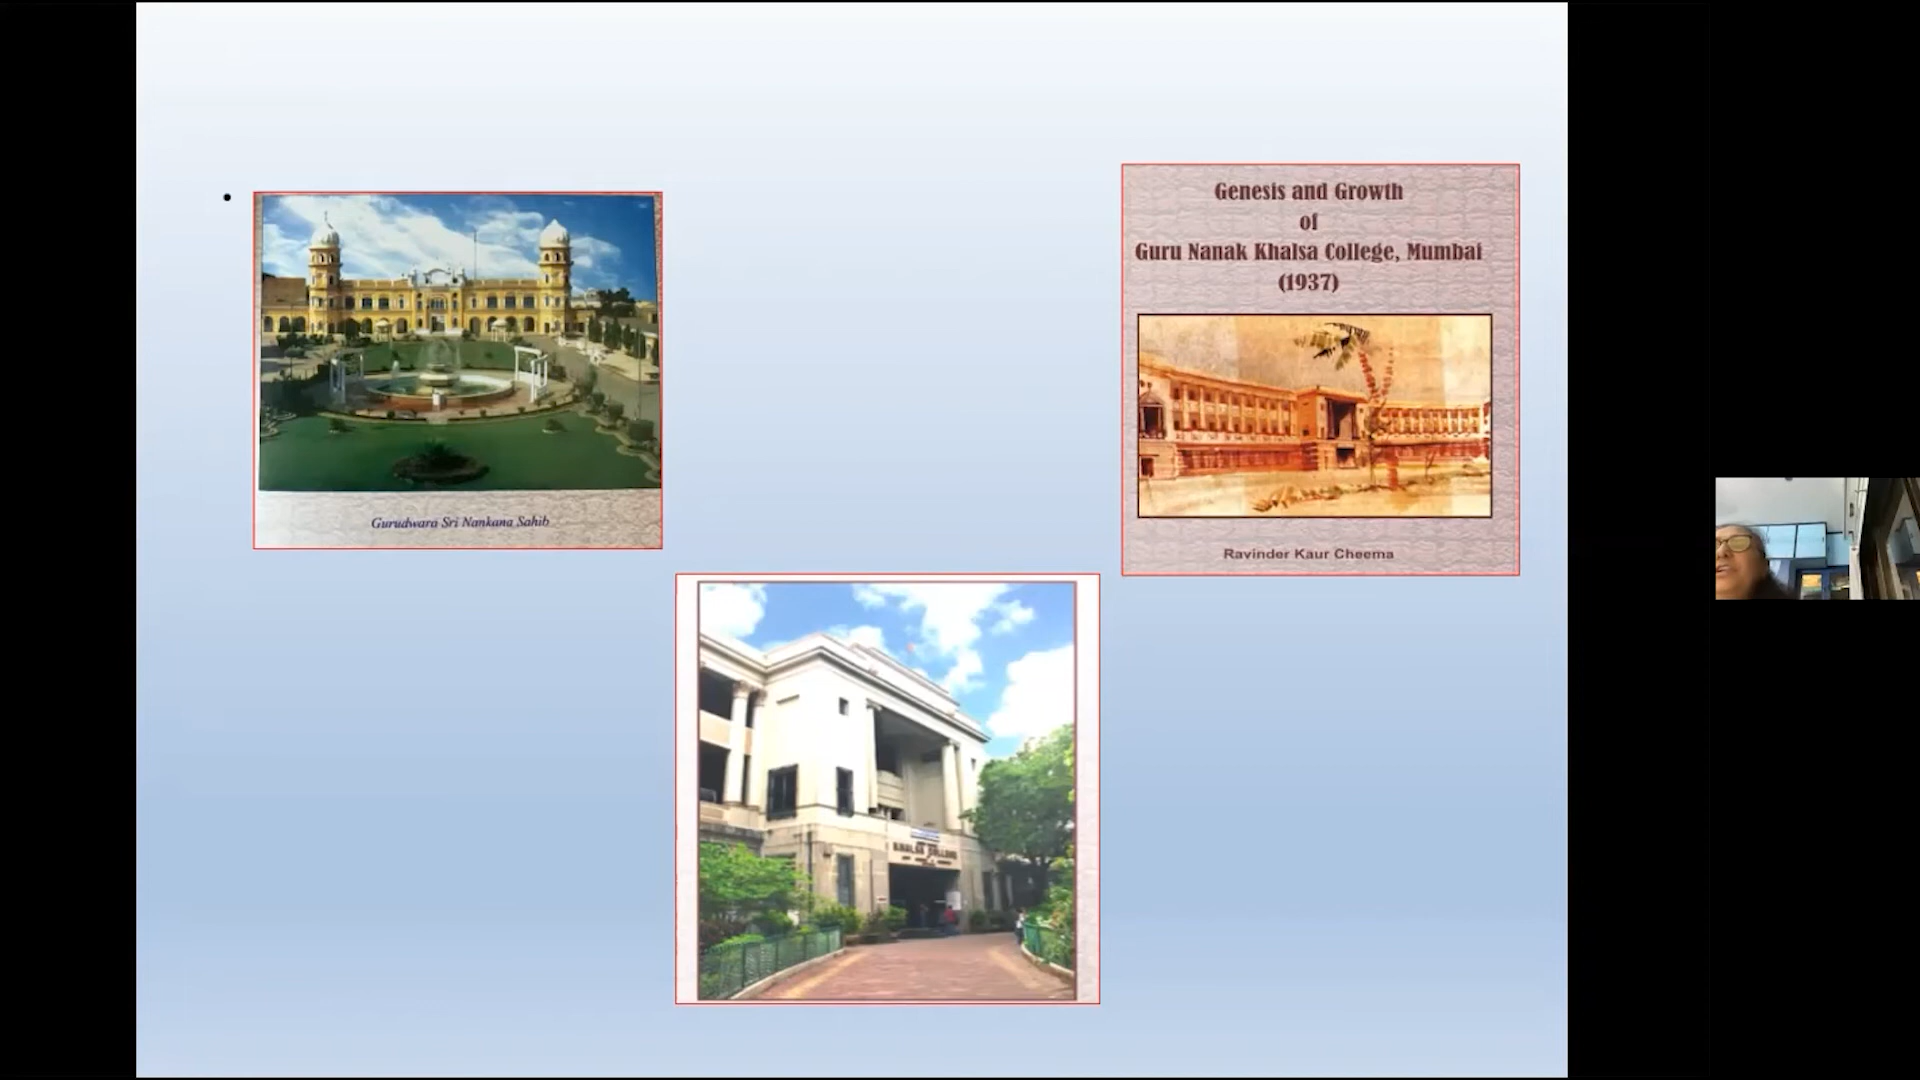 Gurudwara Sri Nankana Sahib
Genesis and Growth
of
Guru Nanak Khalsa College, Mumbai
(1937)
Ravinder Kaur Cheema
KHALSA COLLEGE